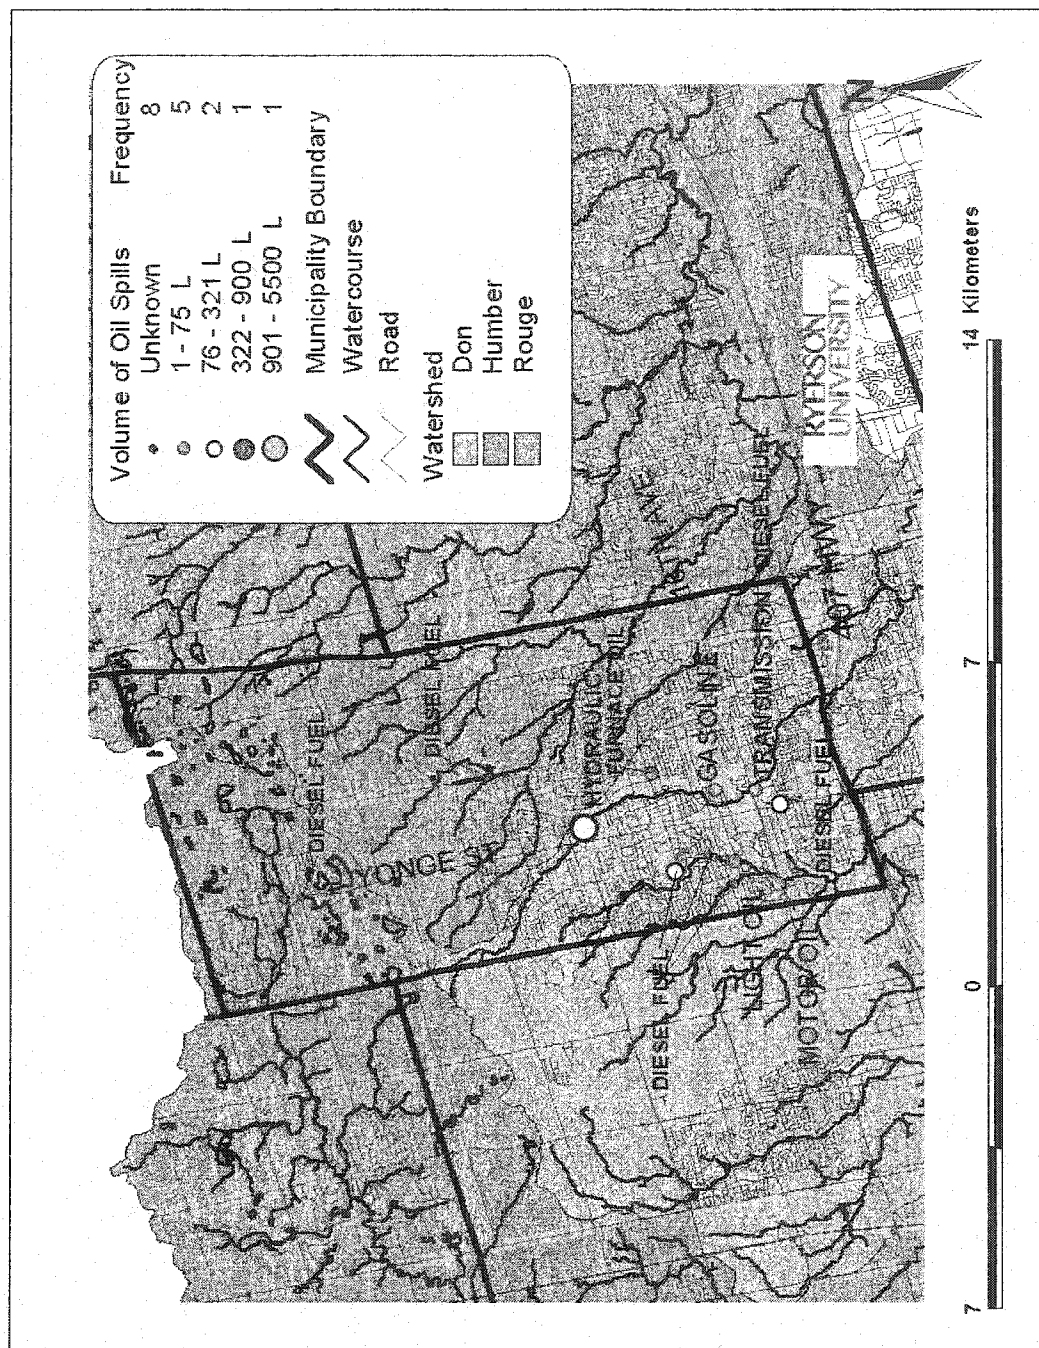 Volume of Oil Spills Frequency
Unknown 8
1 - 75 L 5
76 - 321 L 2
322 - 900 L 1
901 - 5500 L 1
Municipality Boundary
Watercourse
Road
Watershed
Don
Humber
Rouge
DIESEL FUEL
DIESEL FUEL
YONGE ST
HYDRAULIC
FURNACE OIL
16TH AVE
GASOLINE
TRANSMISSION
DIESEL FUEL
407 HWY
DIESEL FUEL
DIESEL FUEL
LIGHT OIL
MOTOR OIL
RYERSON
UNIVERSITY
N
7 0 7 14 Kilometers